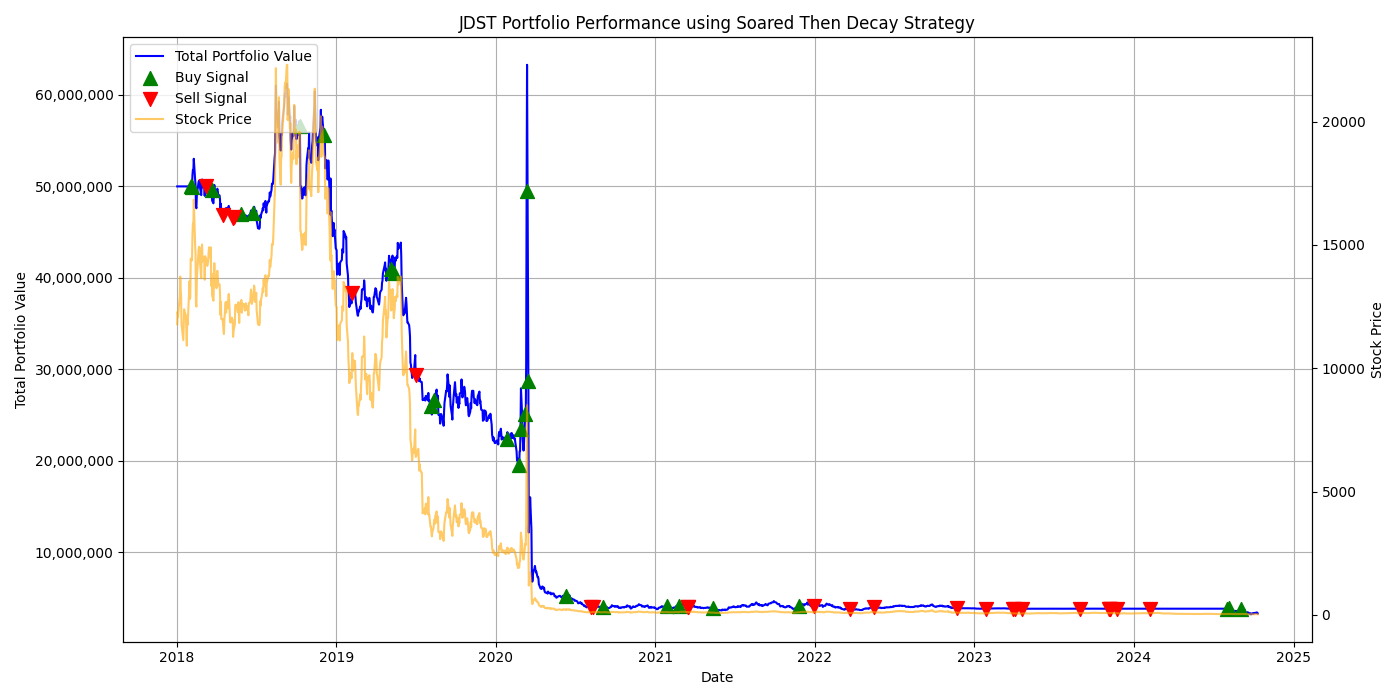 JDST Portfolio Performance using Soared Then Decay Strategy
Total Portfolio Value
Buy Signal
Sell Signal
Stock Price
60,000,000
50,000,000
40,000,000
30,000,000
20,000,000
10,000,000
Total Portfolio Value
20000
15000
10000
5000
0
Stock Price
2018
2019
2020
2021
2022
2023
2024
2025
Date